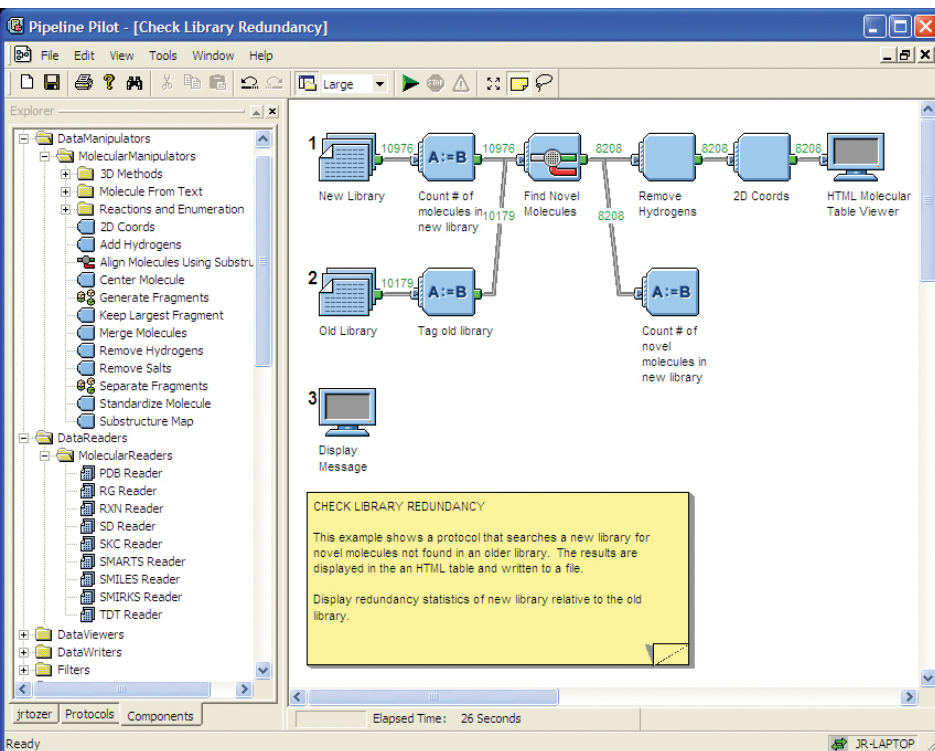 Pipeline Pilot - [Check Library Redundancy]
File Edit View Tools Window Help
Large
STOP
Explorer
DataManipulators
MolecularManipulators
3D Methods
Molecule From Text
Reactions and Enumeration
2D Coords
Add Hydrogens
Align Molecules Using Substru
Center Molecule
Generate Fragments
Keep Largest Fragment
Merge Molecules
Remove Hydrogens
Remove Salts
Separate Fragments
Standardize Molecule
Substructure Map
DataReaders
MolecularReaders
PDB Reader
RG Reader
RXN Reader
SD Reader
SKC Reader
SMARTS Reader
SMILES Reader
SMIRKS Reader
TDT Reader
DataViewers
DataWriters
Filters
jrtozer Protocols Components
1 10976 A:=B 10976 8208 8208 8208
New Library
Count # of
molecules in
new library
Find Novel
Molecules
Remove
Hydrogens
2D Coords
HTML Molecular
Table Viewer
10179
8208
2 10179 A:=B A:=B
Old Library
Tag old library
Count # of
novel
molecules in
new library
3
Display
Message
CHECK LIBRARY REDUNDANCY
This example shows a protocol that searches a new library for
novel molecules not found in an older library. The results are
displayed in the an HTML table and written to a file.
Display redundancy statistics of new library relative to the old
library.
Elapsed Time: 26 Seconds
Ready
JR-LAPTOP